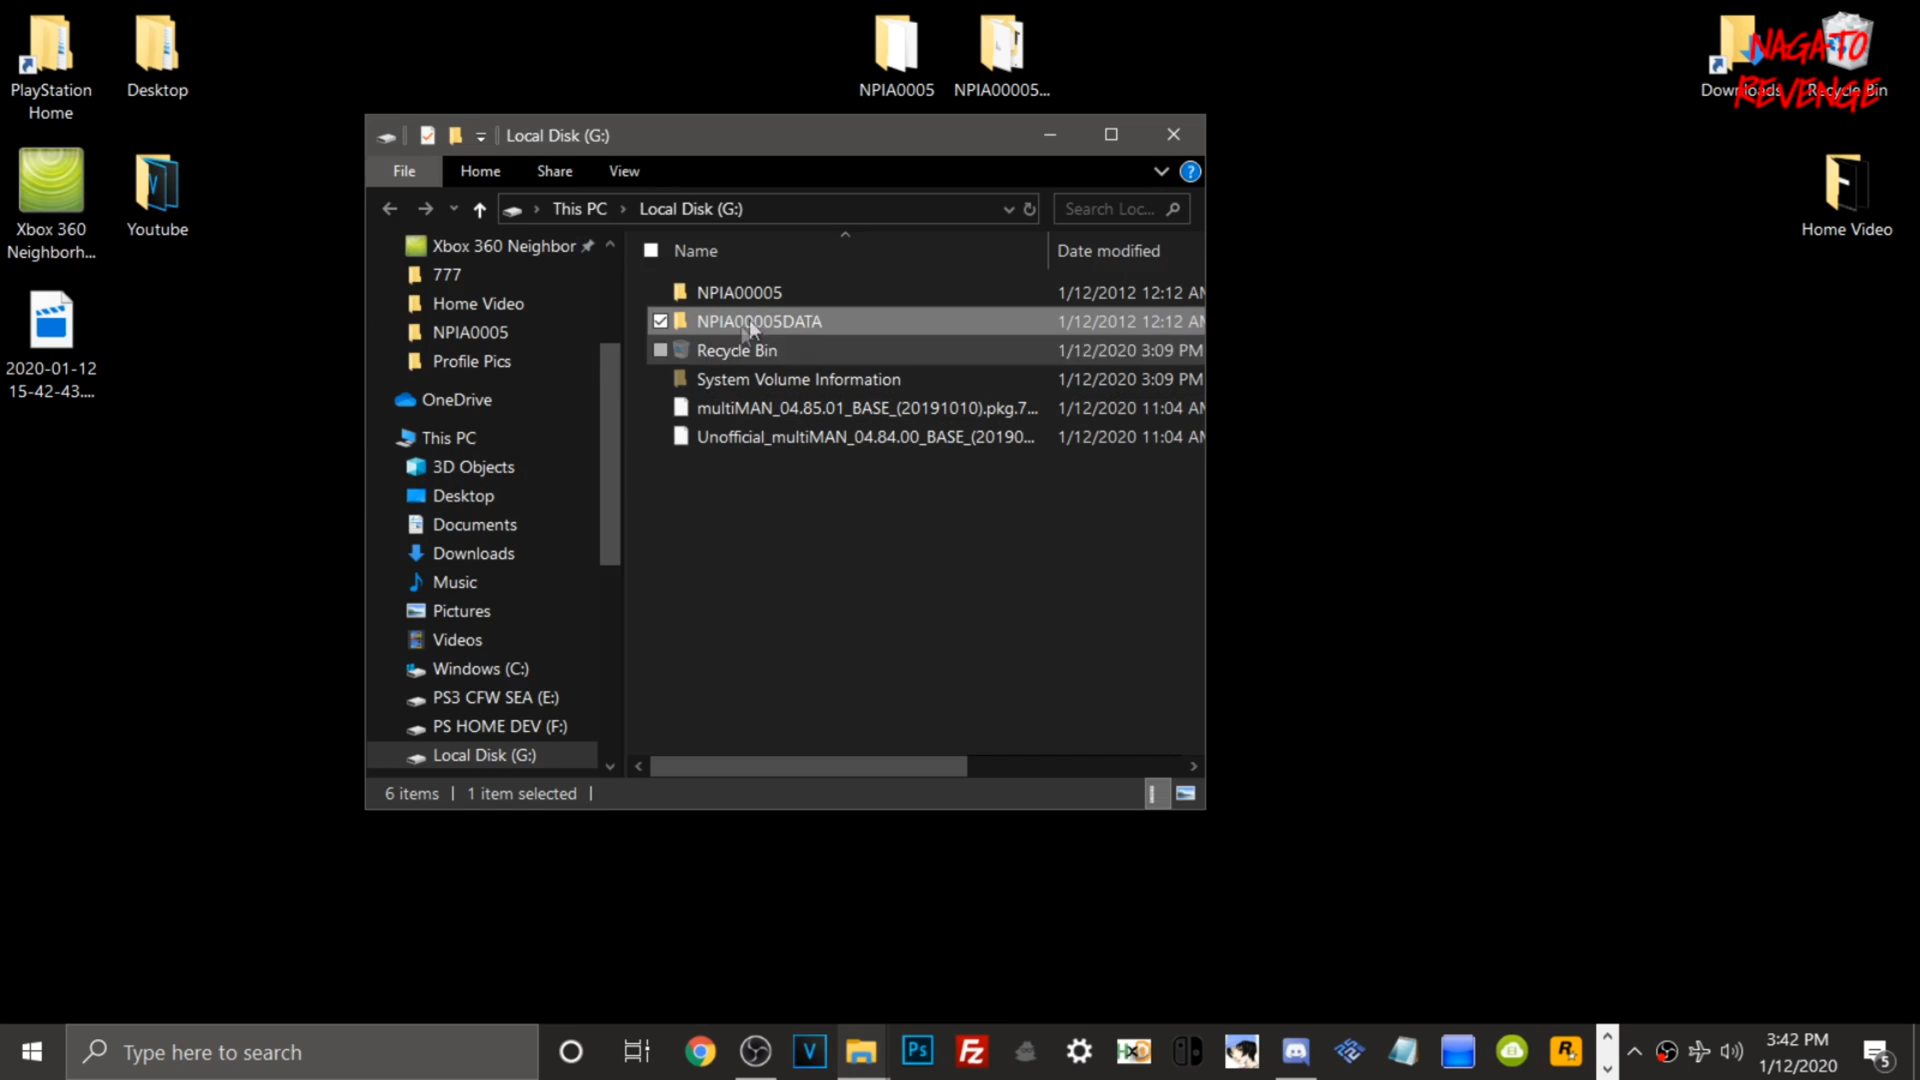 PlayStation
Home
Desktop
NPIA0005
NPIA00005...
NAGATO
REVENGE
Downloads
Recycle Bin
Xbox 360
Neighborh...
Youtube
Home Video
2020-01-12
15-42-43....
Local Disk (G:)
File
Home
Share
View
This PC
Local Disk (G:)
Search Loc...
Xbox 360 Neighbor
777
Home Video
NPIA0005
Profile Pics
OneDrive
This PC
3D Objects
Desktop
Documents
Downloads
Music
Pictures
Videos
Windows (C:)
PS3 CFW SEA (E:)
PS HOME DEV (F:)
Local Disk (G:)
Name
Date modified
NPIA00005
1/12/2012 12:12 AM
NPIA00005DATA
1/12/2012 12:12 AM
Recycle Bin
1/12/2020 3:09 PM
System Volume Information
1/12/2020 3:09 PM
multiMAN_04.85.01_BASE_(20191010).pkg.7...
1/12/2020 11:04 AM
Unofficial_multiMAN_04.84.00_BASE_(20190...
1/12/2020 11:04 AM
6 items
1 item selected
Type here to search
V
Ps
Fz
HxD
R
3:42 PM
1/12/2020
5